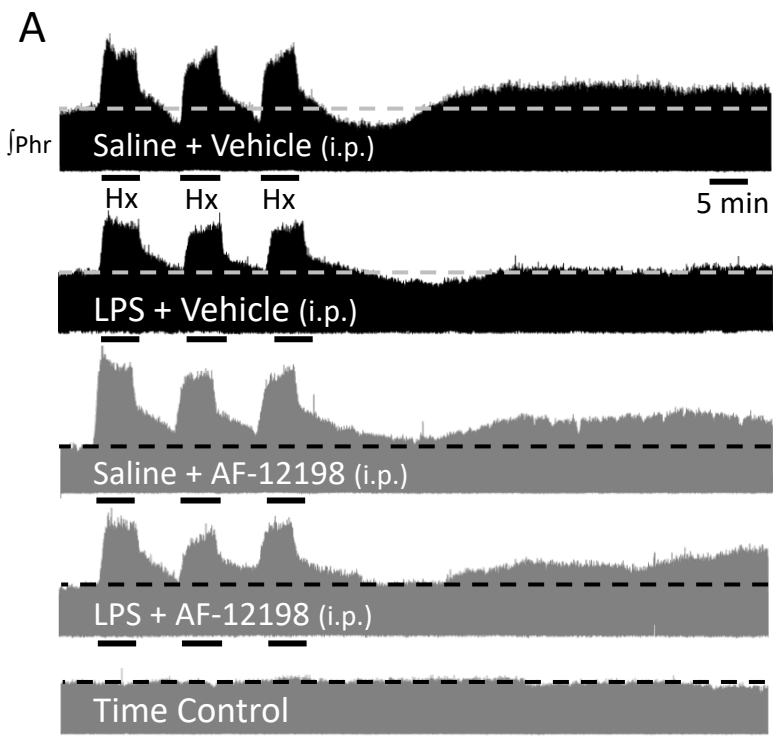 A
∫Phr
Saline + Vehicle (i.p.)
Hx Hx Hx
5 min
LPS + Vehicle (i.p.)
Saline + AF-12198 (i.p.)
LPS + AF-12198 (i.p.)
Time Control